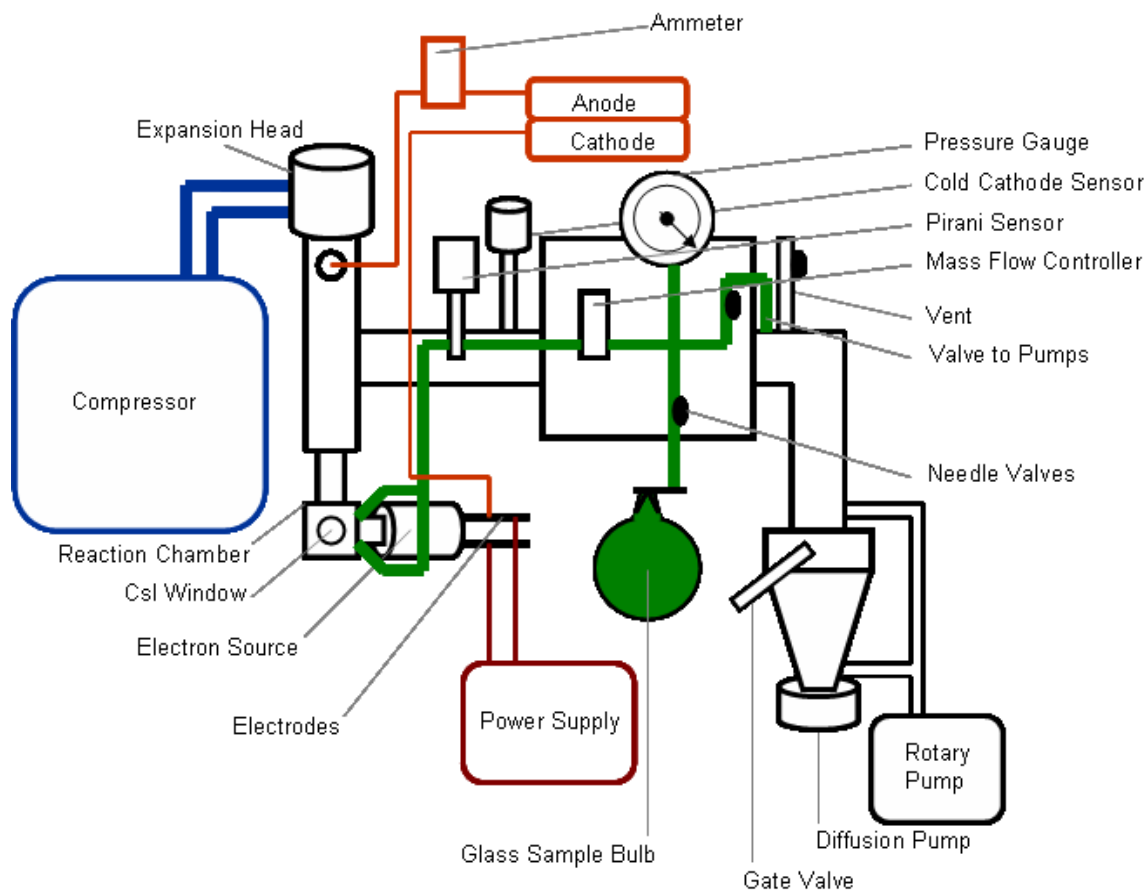 Ammeter
Anode
Cathode
Expansion Head
Pressure Gauge
Cold Cathode Sensor
Pirani Sensor
Mass Flow Controller
Vent
Valve to Pumps
Compressor
Needle Valves
Reaction Chamber
CsI Window
Electron Source
Electrodes
Power Supply
Rotary
Pump
Glass Sample Bulb
Diffusion Pump
Gate Valve